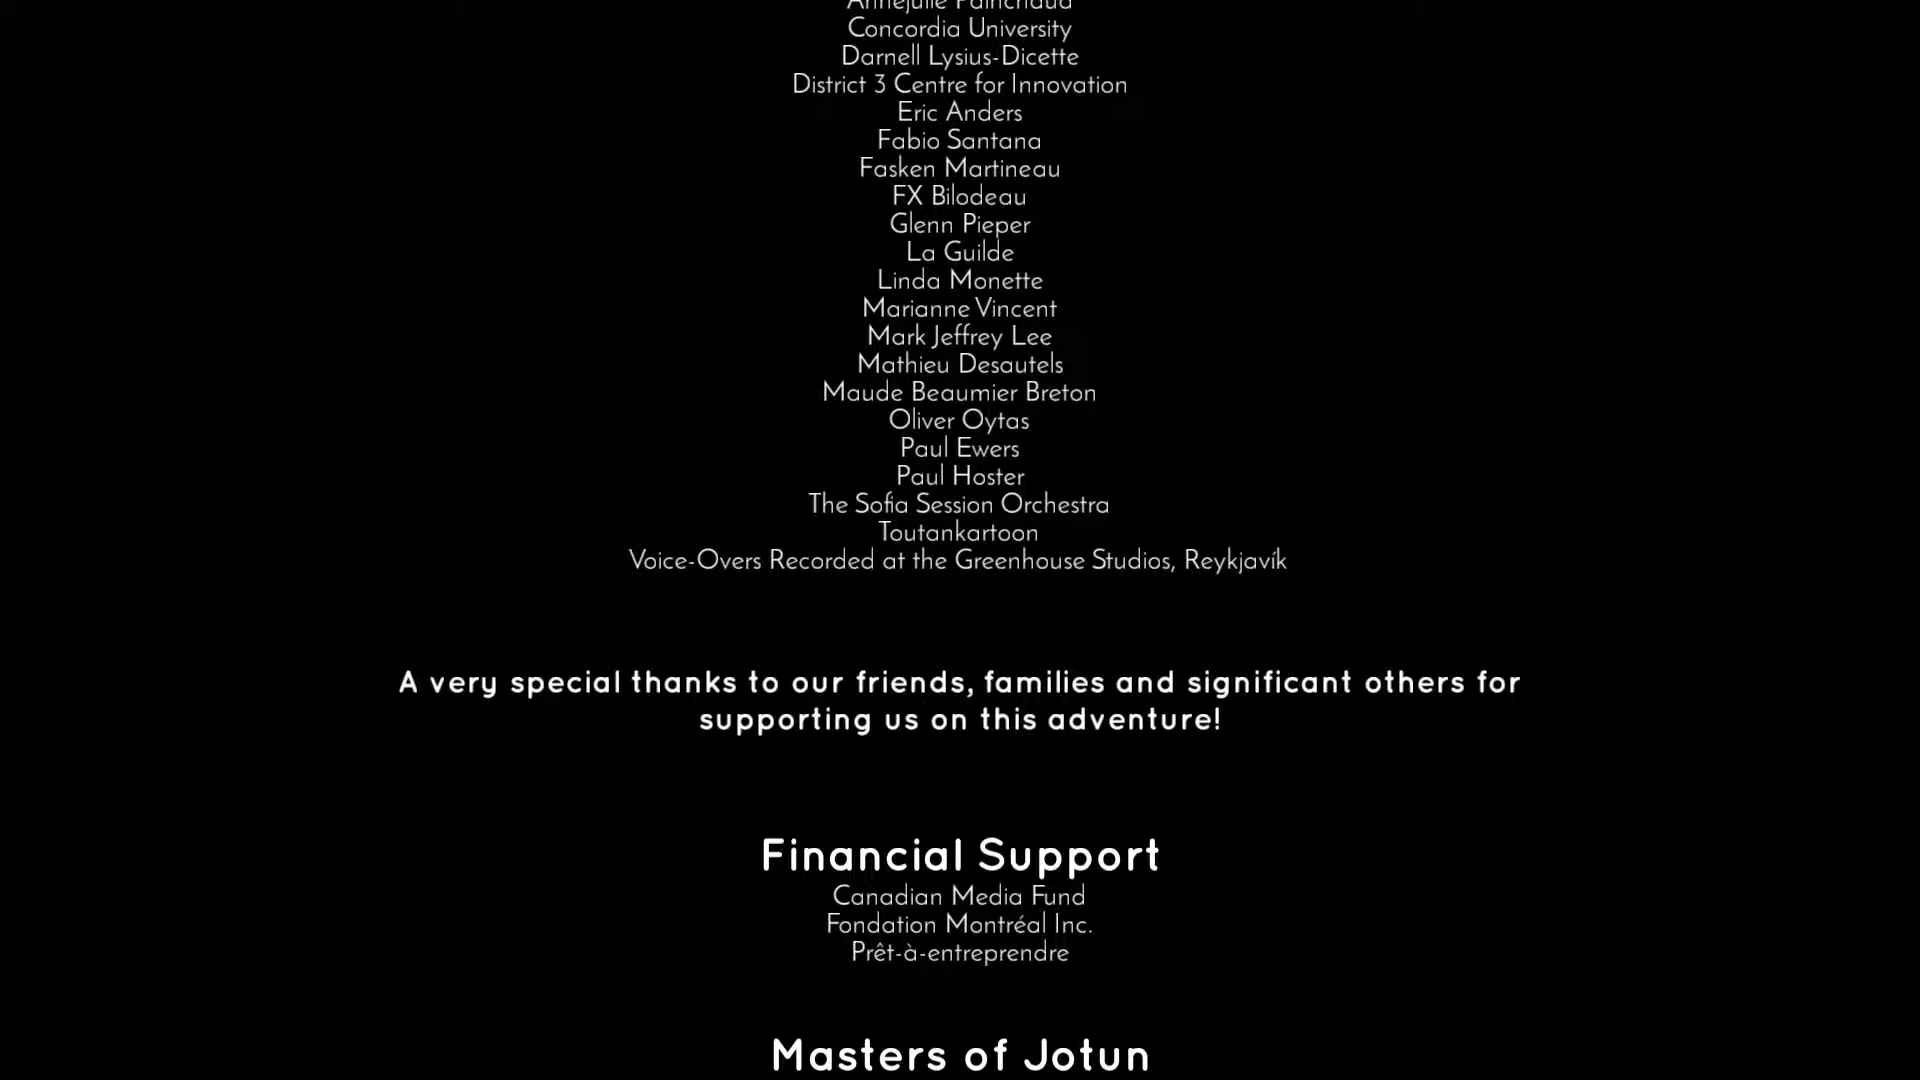 Annejulie Painchaud
Concordia University
Darnell Lysius-Dicette
District 3 Centre for Innovation
Eric Anders
Fabio Santana
Fasken Martineau
FX Bilodeau
Glenn Pieper
La Guilde
Linda Monette
Marianne Vincent
Mark Jeffrey Lee
Mathieu Desautels
Maude Beaumier Breton
Oliver Oytas
Paul Ewers
Paul Hoster
The Sofia Session Orchestra
Toutankartoon
Voice-Overs Recorded at the Greenhouse Studios, Reykjavík
A very special thanks to our friends, families and significant others for
supporting us on this adventure!
Financial Support
Canadian Media Fund
Fondation Montréal Inc.
Prêt-à-entreprendre
Masters of Jotun